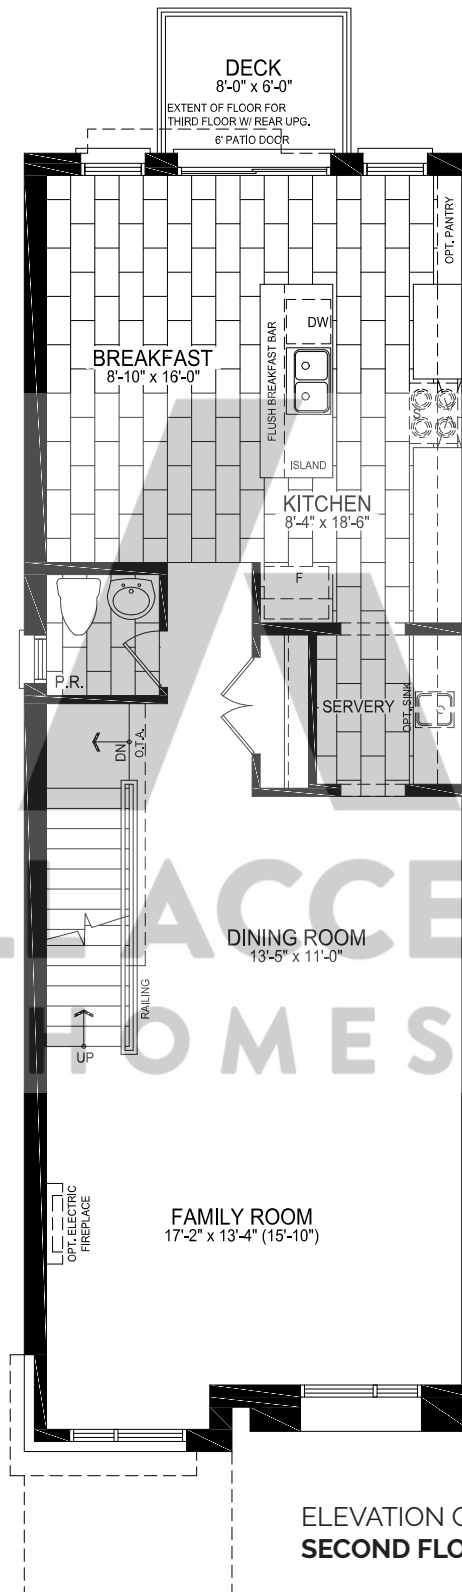 DECK
8'-0" x 6'-0"
EXTENT OF FLOOR FOR
THIRD FLOOR W/ REAR UPG.
6' PATIO DOOR
OPT. PANTRY
BREAKFAST
8'-10" x 16'-0"
FLUSH BREAKFAST BAR
DW
ISLAND
KITCHEN
8'-4" x 18'-6"
F
P.R.
SERVERY
OPT. SINK
DN
O.T.A.
DINING ROOM
13'-5" x 11'-0"
RAILING
UP
OPT. ELECTRIC
FIREPLACE
FAMILY ROOM
17'-2" x 13'-4" (15'-10")
HOMES
ELEVATION
SECOND